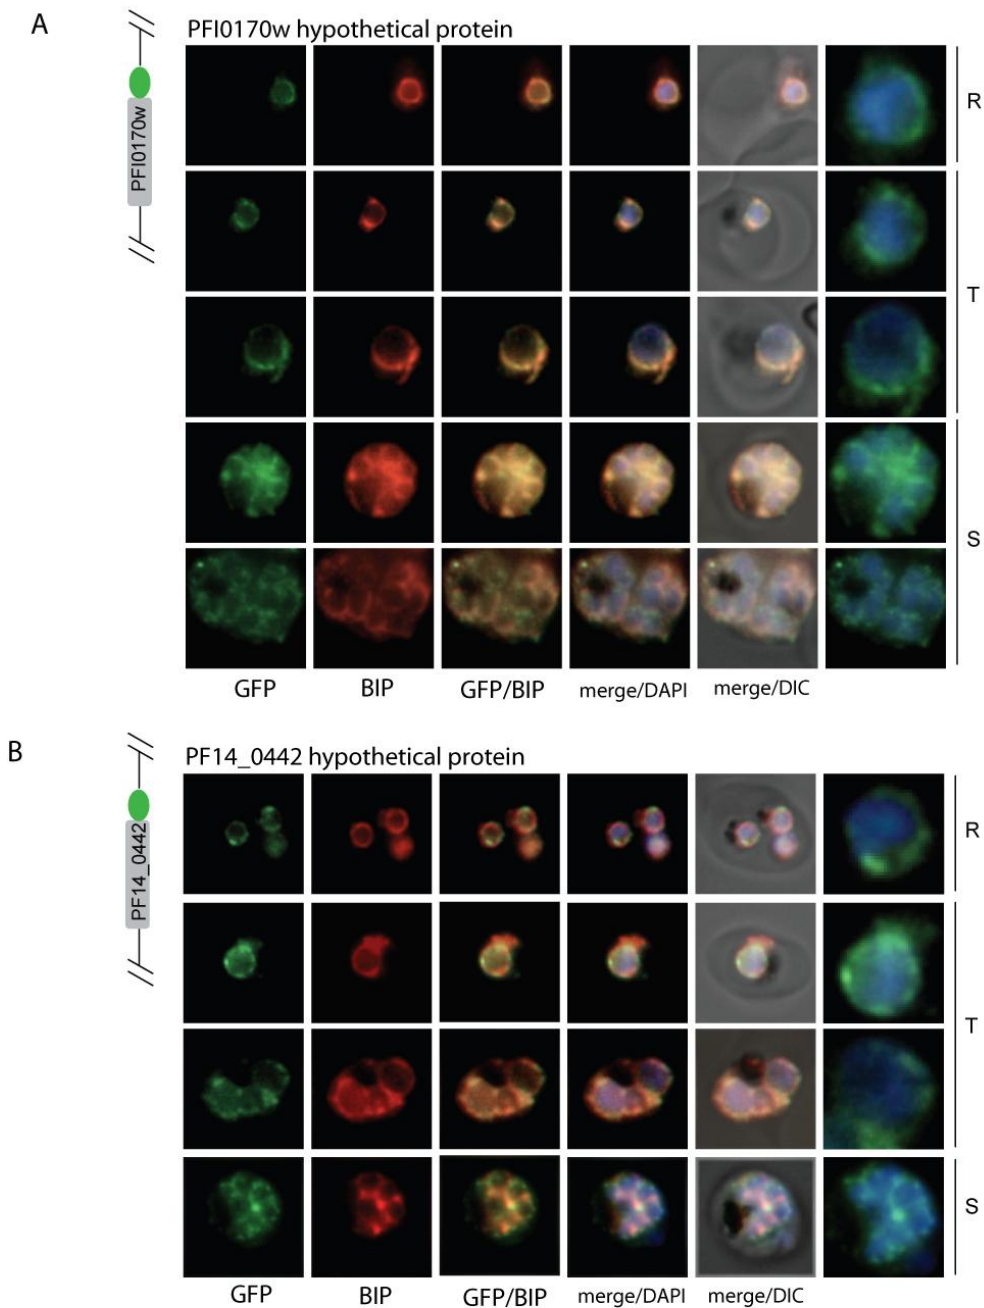 A
PFI0170w hypothetical protein
PFI0170w
R
T
S
GFP BIP GFP/BIP merge/DAPI merge/DIC
B
PF14_0442 hypothetical protein
PF14_0442
R
T
S
GFP BIP GFP/BIP merge/DAPI merge/DIC